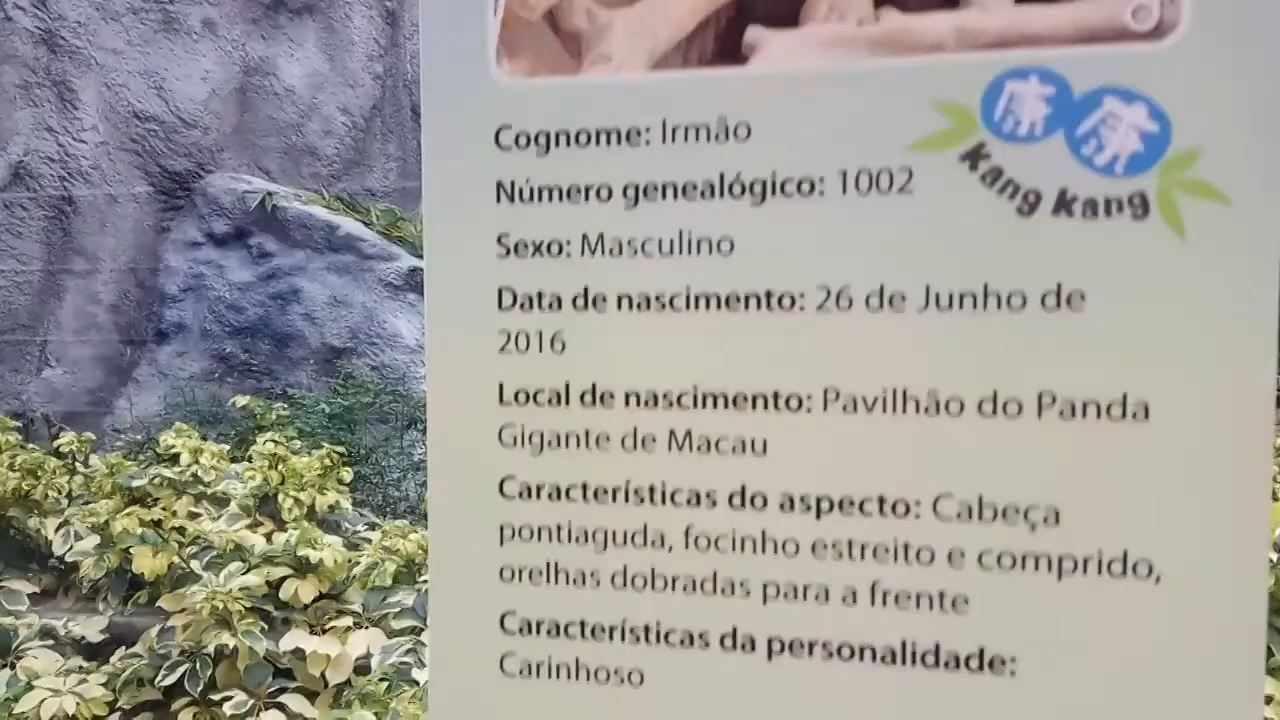 康康
kang kang
Cognome: Irmão
Número genealógico: 1002
Sexo: Masculino
Data de nascimento: 26 de Junho de
2016
Local de nascimento: Pavilhão do Panda
Gigante de Macau
Características do aspecto: Cabeça
pontiaguda, focinho estreito e comprido,
orelhas dobradas para a frente
Características da personalidade:
Carinhoso